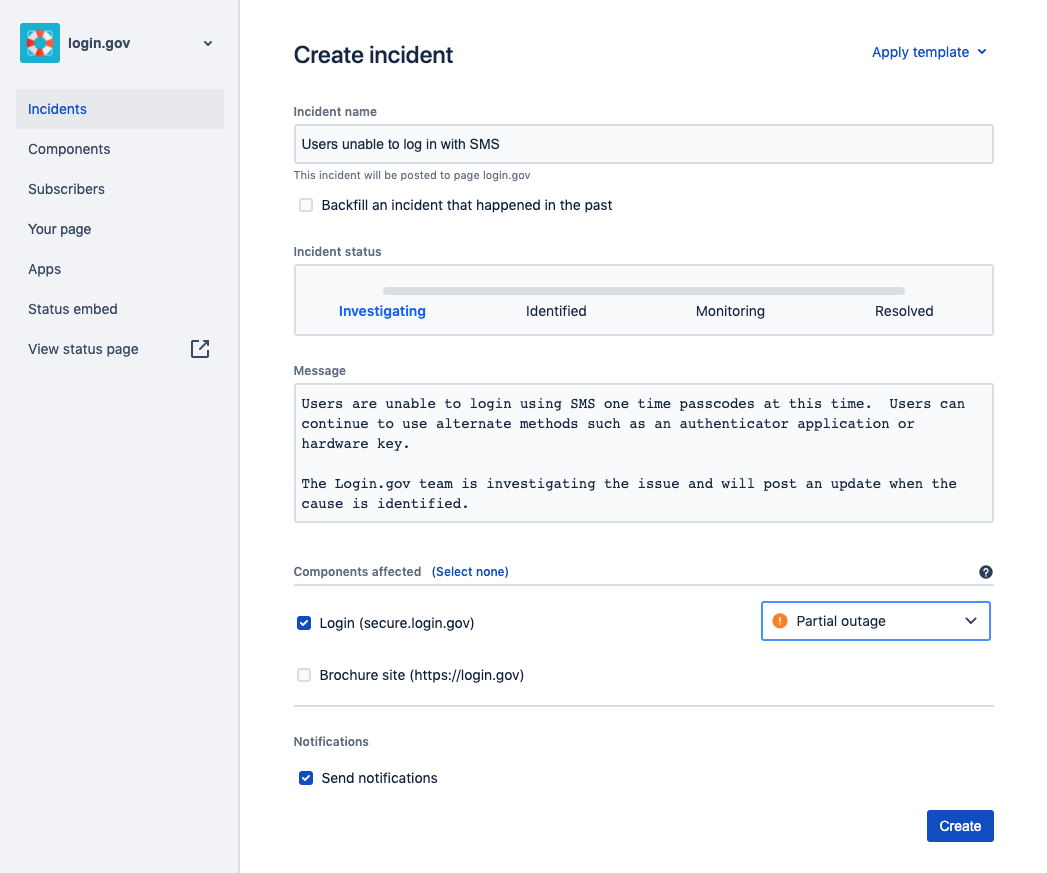 login.gov
Incidents
Components
Subscribers
Your page
Apps
Status embed
View status page
Create incident
Apply template
Incident name
Users unable to log in with SMS
This incident will be posted to page login.gov
Backfill an incident that happened in the past
Incident status
Investigating Identified Monitoring Resolved
Message
Users are unable to login using SMS one time passcodes at this time.  Users can
continue to use alternate methods such as an authenticator application or
hardware key.
The Login.gov team is investigating the issue and will post an update when the
cause is identified.
Components affected (Select none) ?
Login (secure.login.gov) ! Partial outage
Brochure site (https://login.gov)
Notifications
Send notifications
Create